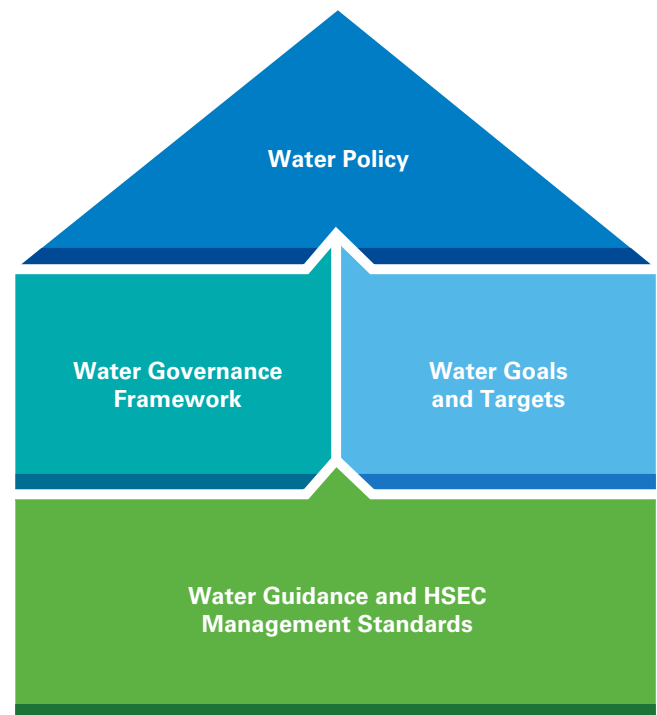 Water Policy
Water Governance
Framework
Water Goals
and Targets
Water Guidance and HSEC
Management Standards